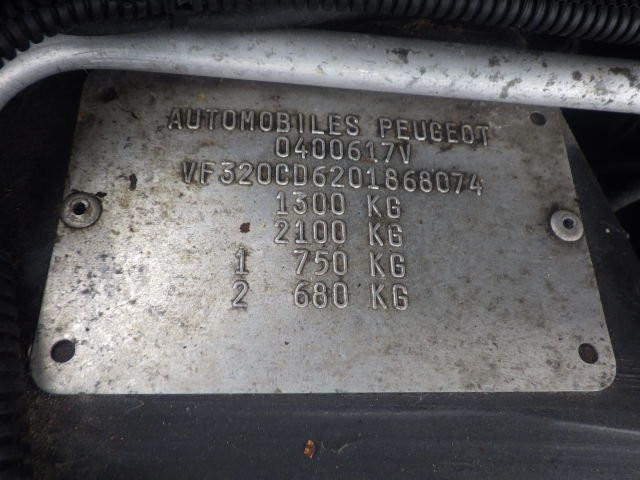 AUTOMOBILES PEUGEOT
0400617V
VF320CD6201868074
1300 KG
2100 KG
1 750 KG
2 680 KG